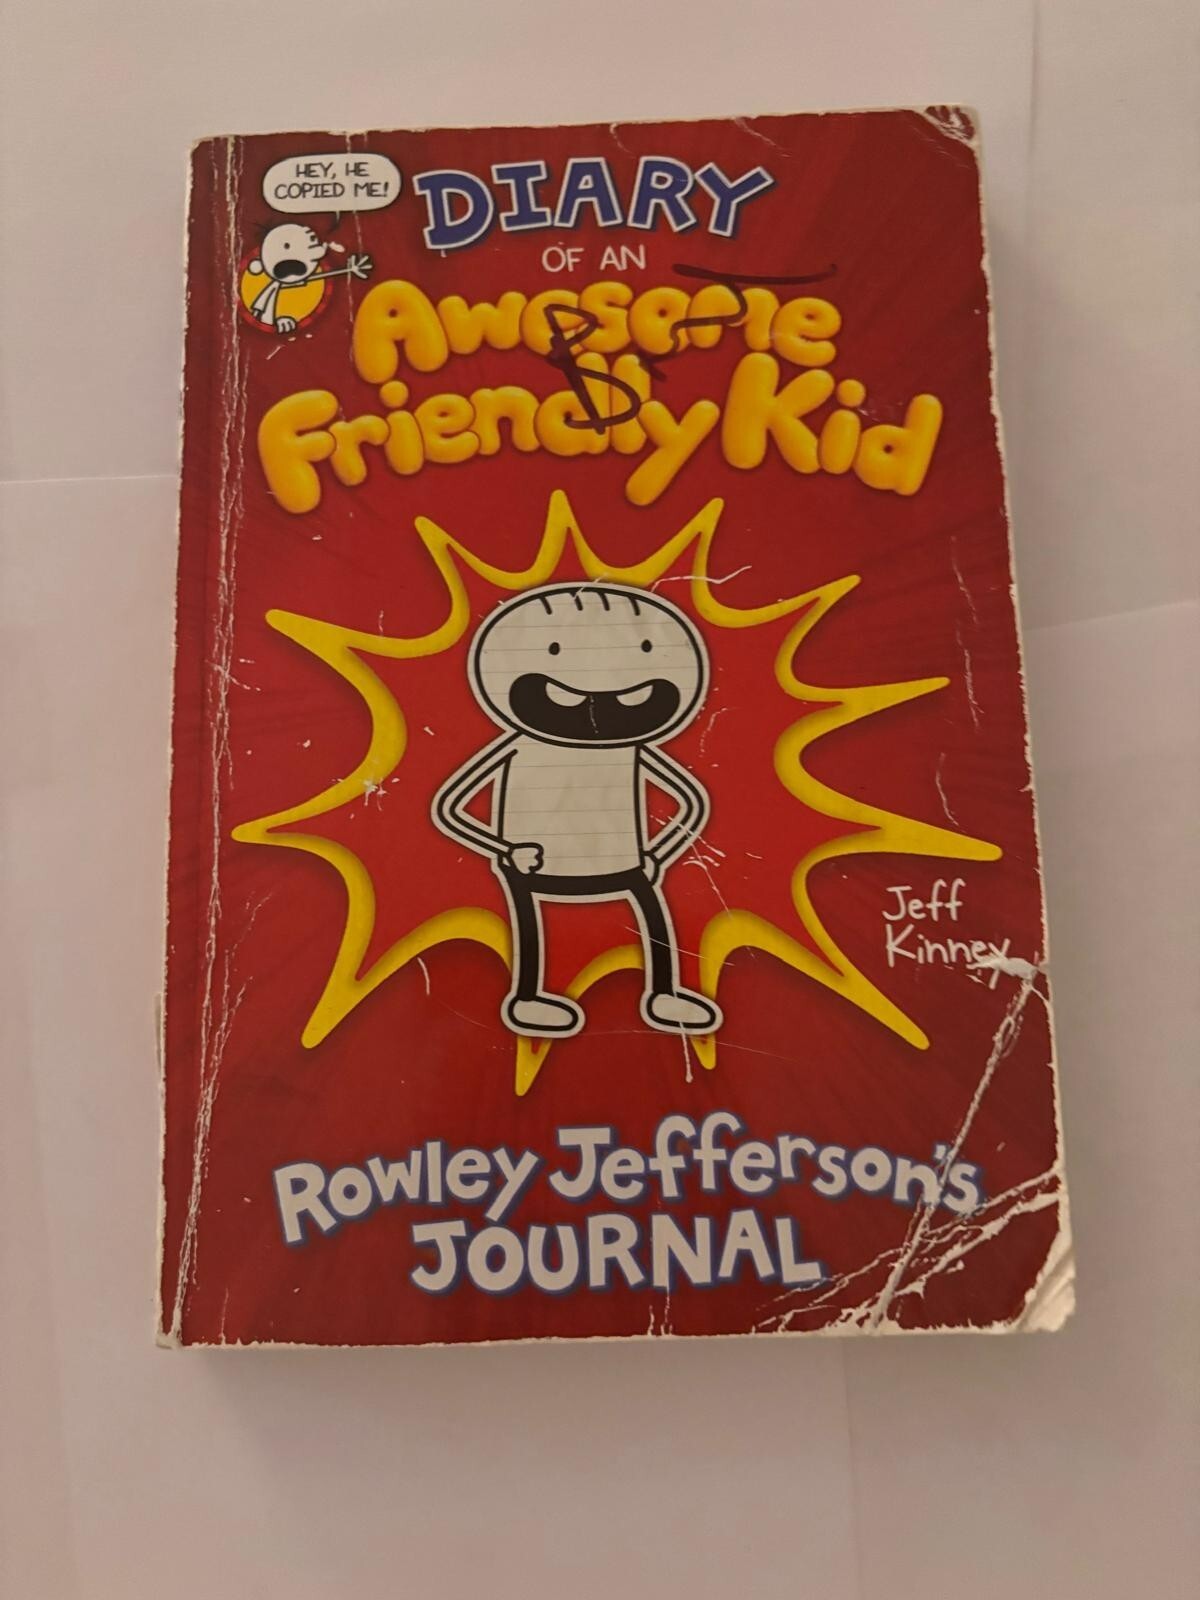 HEY, HE
COPIED ME!
DIARY
OF AN
Awesome
Friendly Kid
Jeff
Kinney
Rowley Jefferson's
JOURNAL